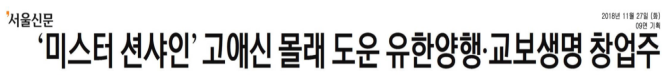 서울신문
2018년 11월 27일 (화)
09면 기획
‘미스터 션샤인’ 고애신 몰래 도운 유한양행·교보생명 창업주